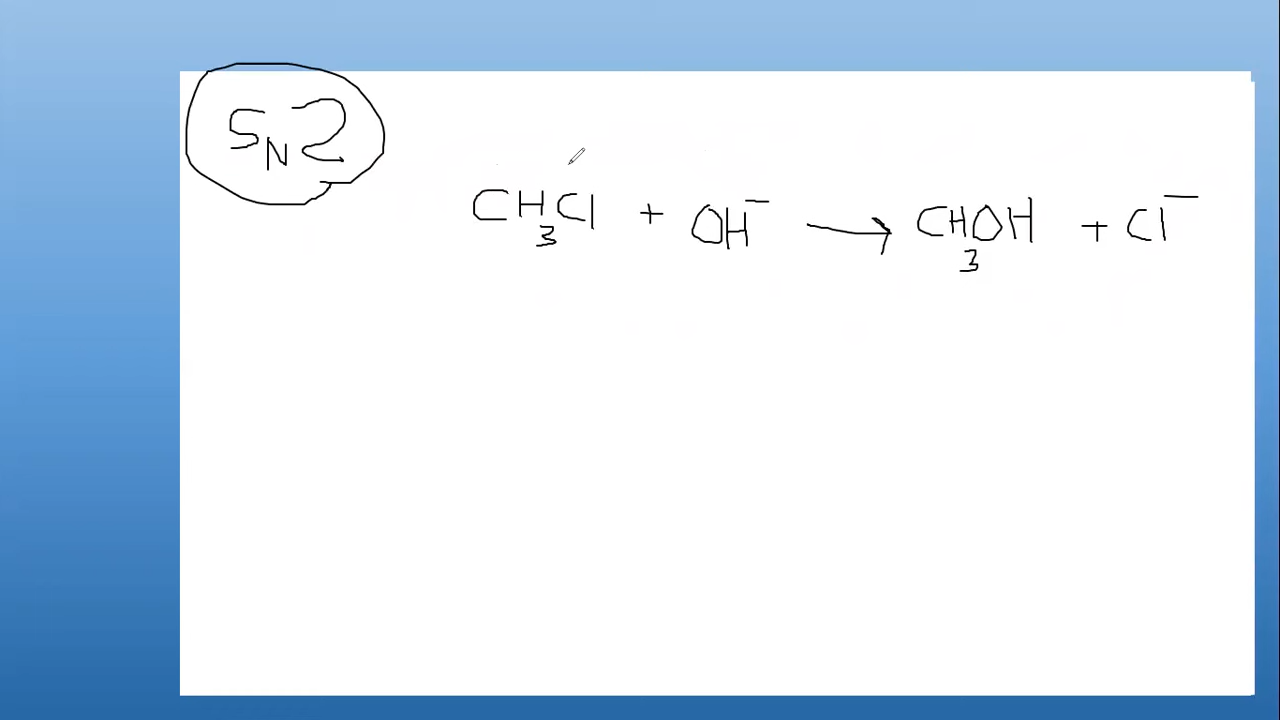 SN2
CH3Cl + OH⁻ → CH3OH + Cl⁻